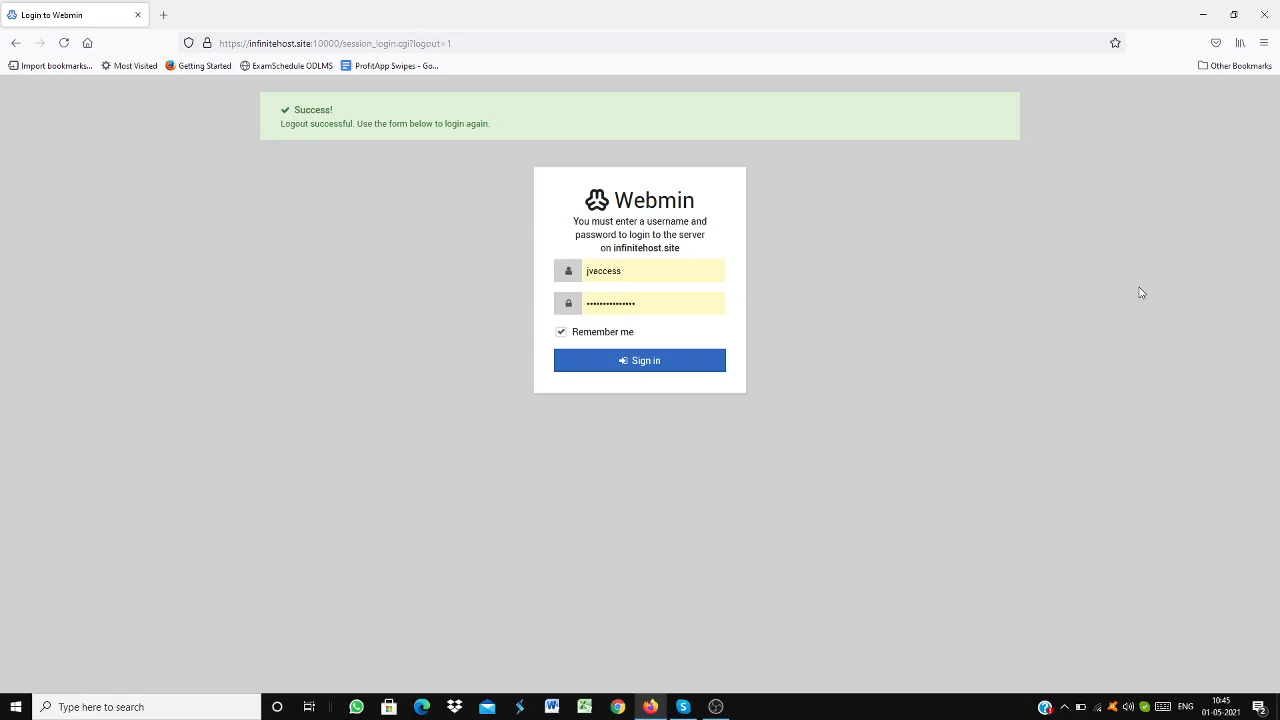 Login to Webmin
https://infinitehost.site:10000/session_login.cgi?logout=1
Import bookmarks... Most Visited Getting Started ExamSchedule ODLMS ProfitApp Swipes - Go... Other Bookmarks
Success!
Logout successful. Use the form below to login again.
Webmin
You must enter a username and
password to login to the server
on infinitehost.site
jvaccess
•••••••••••••••
Remember me
Sign in
Type here to search
ENG
10:45
01-05-2021
2